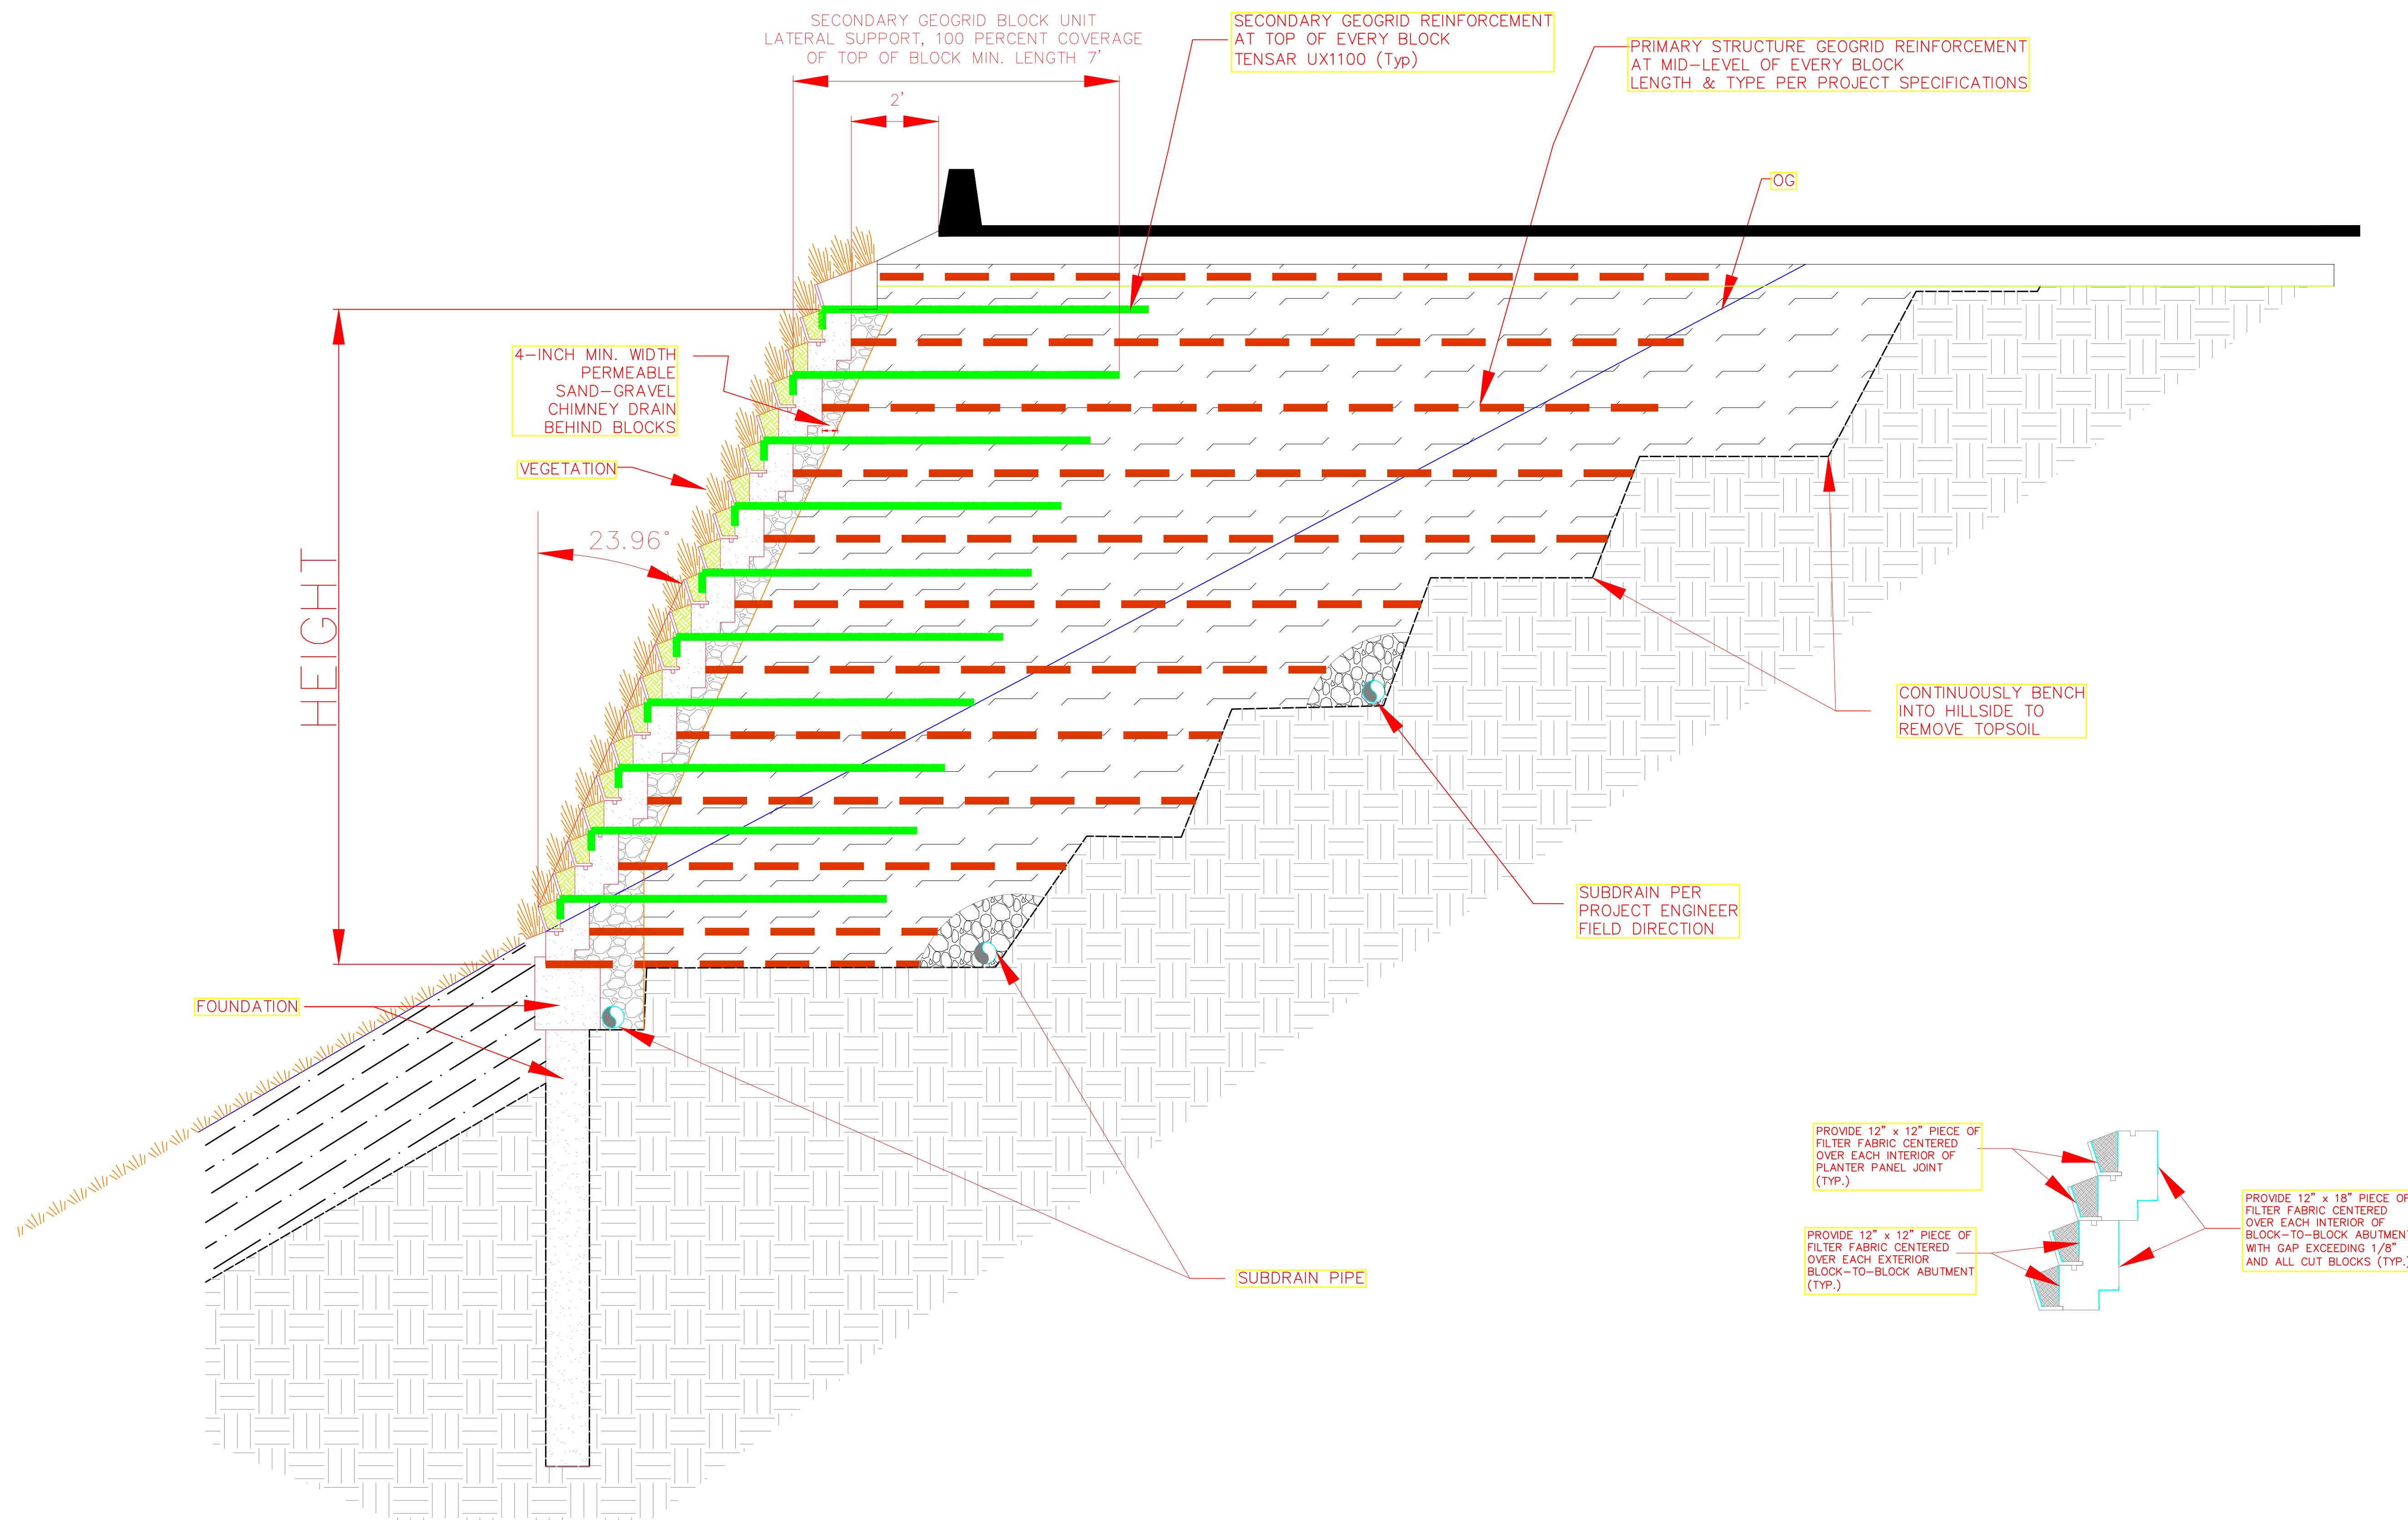 SECONDARY GEOGRID BLOCK UNIT
LATERAL SUPPORT, 100 PERCENT COVERAGE
OF TOP OF BLOCK MIN. LENGTH 7'
2'
SECONDARY GEOGRID REINFORCEMENT
AT TOP OF EVERY BLOCK
TENSAR UX1100 (Typ)
PRIMARY STRUCTURE GEOGRID REINFORCEMENT
AT MID-LEVEL OF EVERY BLOCK
LENGTH & TYPE PER PROJECT SPECIFICATIONS
OG
4-INCH MIN. WIDTH
PERMEABLE
SAND-GRAVEL
CHIMNEY DRAIN
BEHIND BLOCKS
VEGETATION
23.96°
HEIGHT
CONTINUOUSLY BENCH
INTO HILLSIDE TO
REMOVE TOPSOIL
SUBDRAIN PER
PROJECT ENGINEER
FIELD DIRECTION
FOUNDATION
SUBDRAIN PIPE
PROVIDE 12" x 12" PIECE OF
FILTER FABRIC CENTERED
OVER EACH INTERIOR OF
PLANTER PANEL JOINT
(TYP.)
PROVIDE 12" x 12" PIECE OF
FILTER FABRIC CENTERED
OVER EACH EXTERIOR
BLOCK-TO-BLOCK ABUTMENT
(TYP.)
PROVIDE 12" x 18" PIECE OF
FILTER FABRIC CENTERED
OVER EACH INTERIOR OF
BLOCK-TO-BLOCK ABUTMENT
WITH GAP EXCEEDING 1/8"
AND ALL CUT BLOCKS (TYP.)